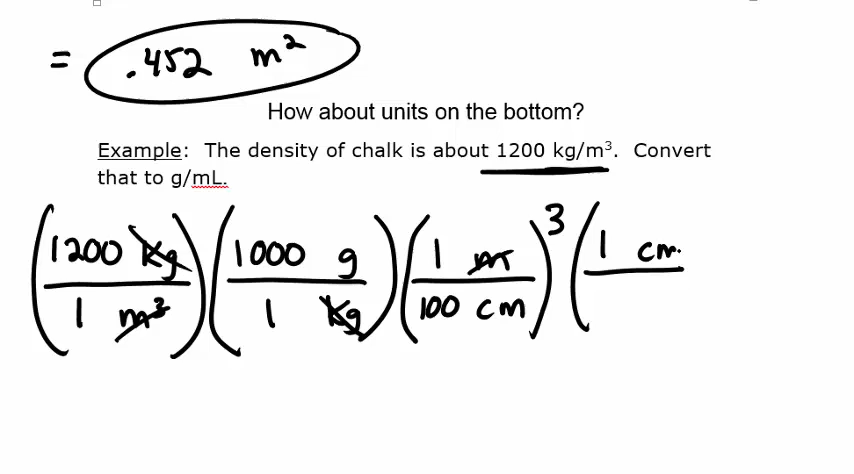 = .452 m²
How about units on the bottom?
Example: The density of chalk is about 1200 kg/m³. Convert
that to g/mL.
(1200 kg / 1 m³) (1000 g / 1 kg) (1 m / 100 cm)³ (1 cm